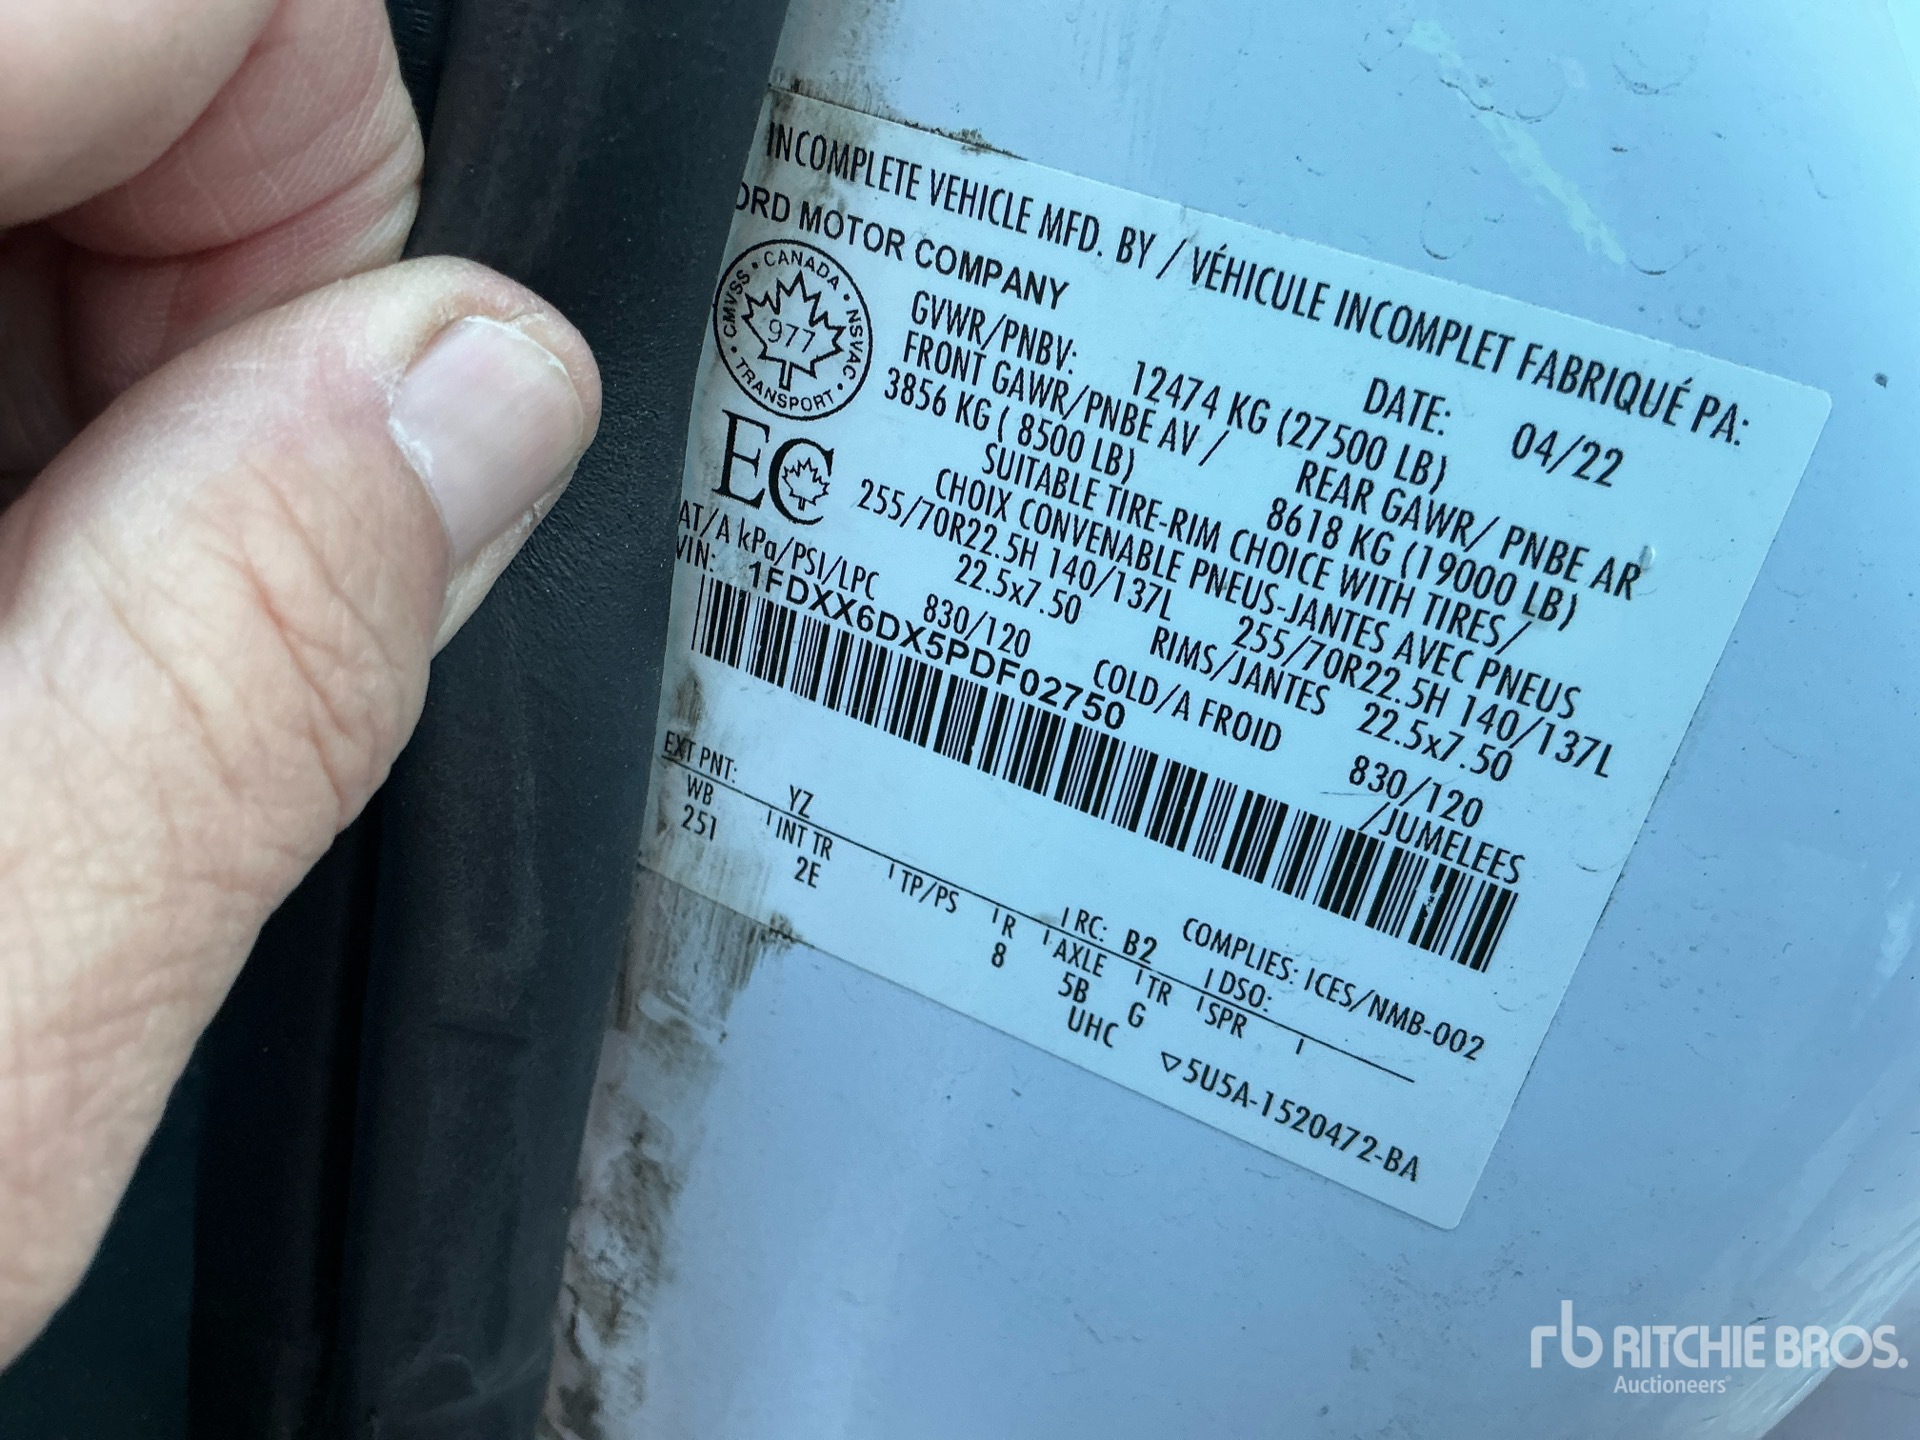 INCOMPLETE VEHICLE MFD. BY / VÉHICULE INCOMPLET FABRIQUÉ PA:
ORD MOTOR COMPANY
DATE: 04/22
GVWR/PNBV: 12474 KG (27500 LB)
FRONT GAWR/PNBE AV / REAR GAWR/ PNBE AR
3856 KG ( 8500 LB) 8618 KG (19000 LB)
SUITABLE TIRE-RIM CHOICE WITH TIRES /
CHOIX CONVENABLE PNEUS-JANTES AVEC PNEUS
255/70R22.5H 140/137L 255/70R22.5H 140/137L
22.5x7.50 RIMS/JANTES 22.5x7.50
AT/A kPa/PSI/LPC 830/120 COLD/A FROID 830/120
/JUMELEES
VIN: 1FDXX6DX5PDF02750
CMVSS • CANADA • NSVAC • TRANSPORT •
977
EC
COMPLIES: ICES/NMB-002
EXT PNT: YZ RC: B2 DSO:
WB INT TR TP/PS R AXLE TR SPR
251 2E 8 5B G
UHC
▽5U5A-1520472-BA
rb RITCHIE BROS.
Auctioneers